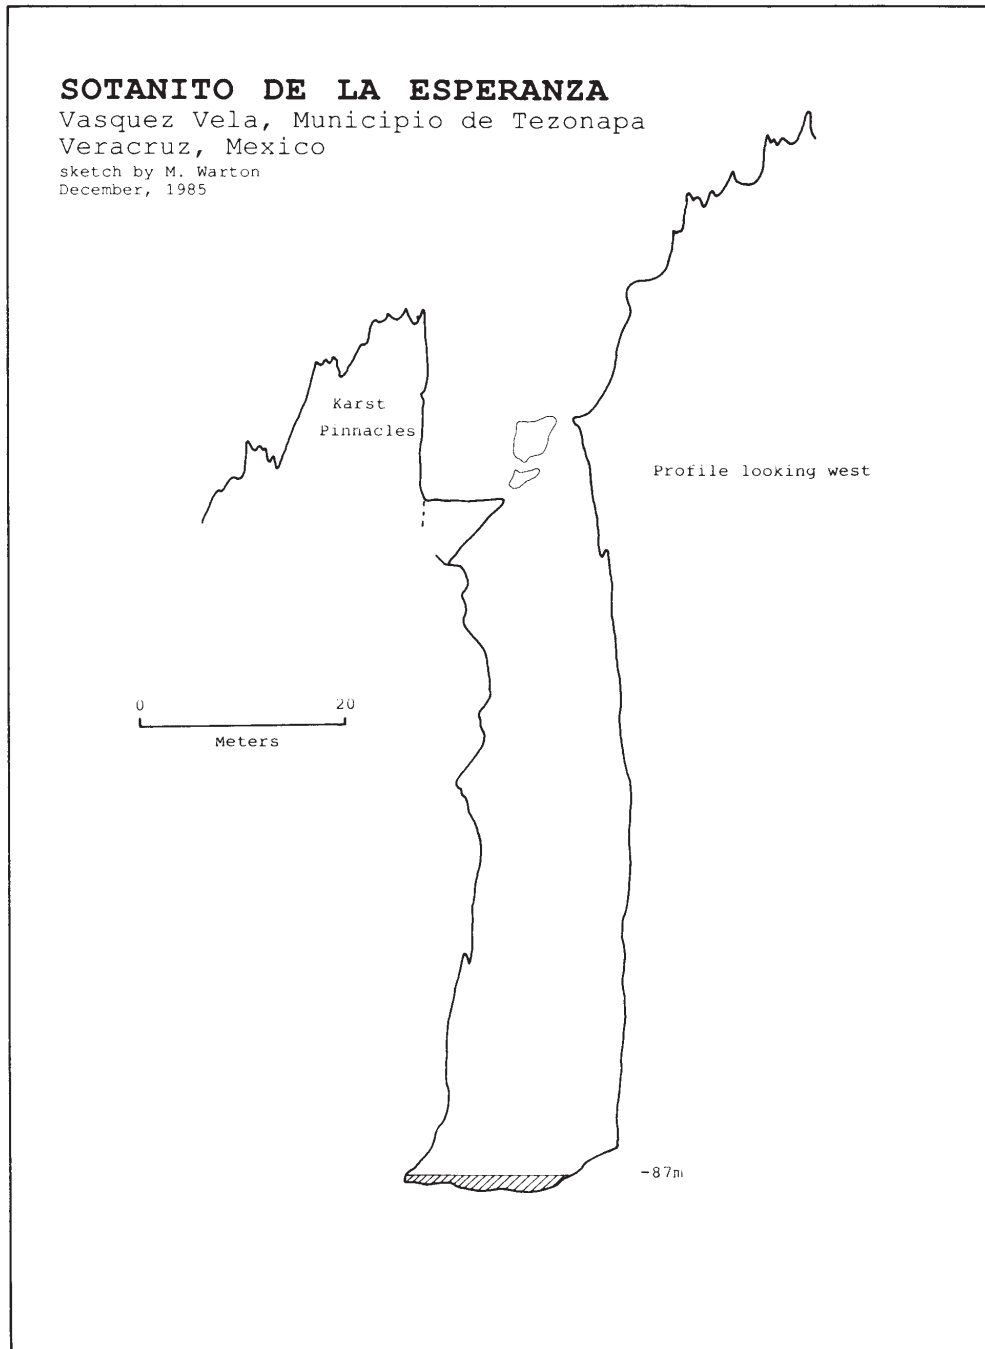 SOTANITO DE LA ESPERANZA
Vasquez Vela, Municipio de Tezonapa
Veracruz, Mexico
sketch by M. Warton
December, 1985
Karst
Pinnacles
Profile looking west
0 20
Meters
-87m